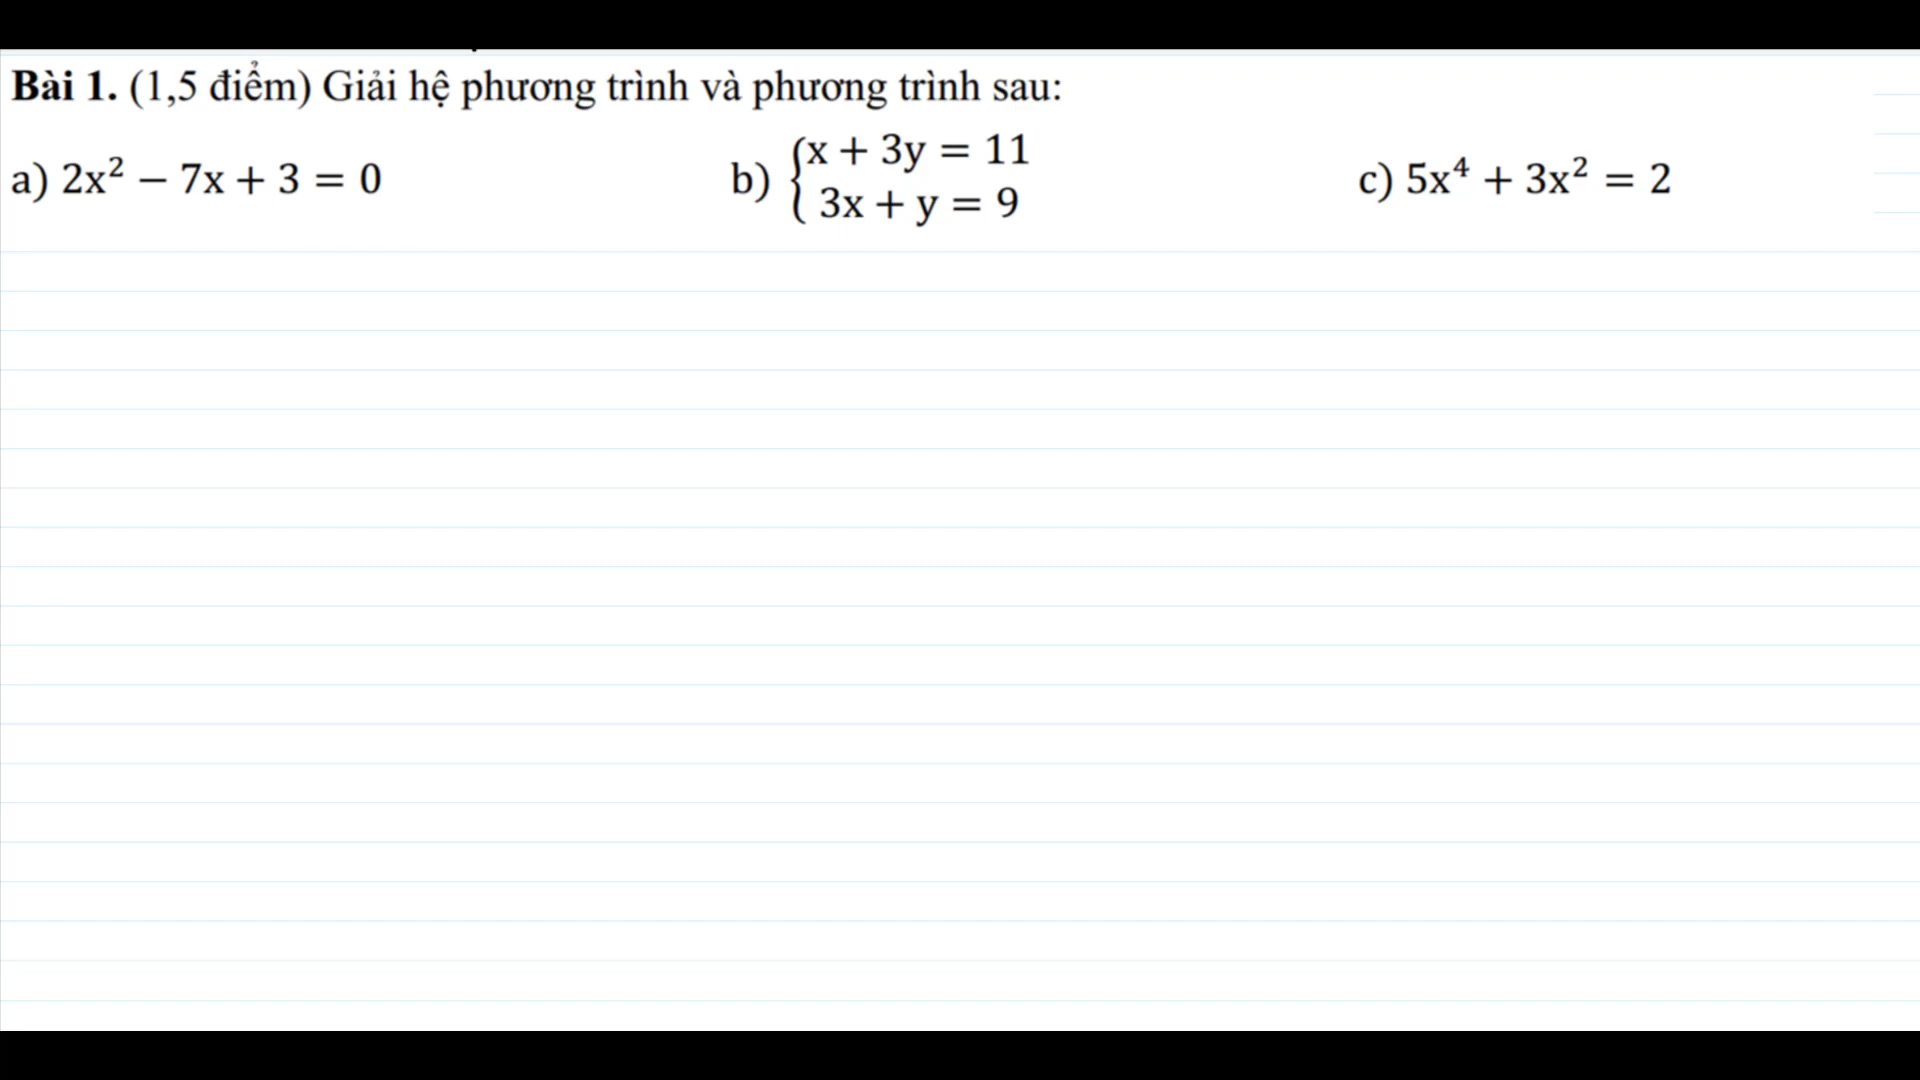 Bài 1. (1,5 điểm) Giải hệ phương trình và phương trình sau:
a) 2x² − 7x + 3 = 0 b) {x + 3y = 11
3x + y = 9 c) 5x⁴ + 3x² = 2